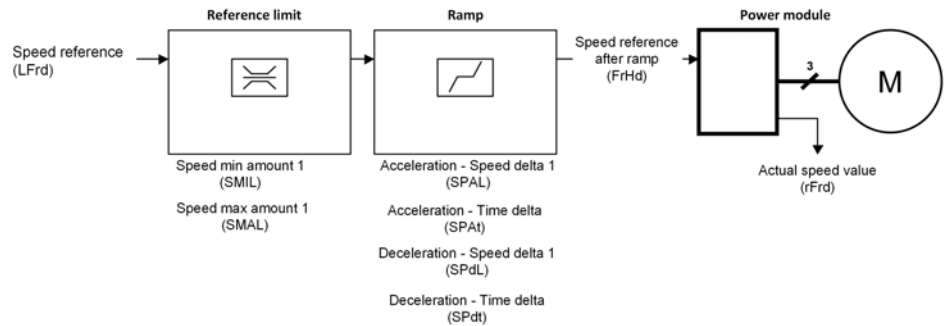 Reference limit
Ramp
Power module
Speed reference
(LFrd)
Speed reference
after ramp
(FrHd)
3
M
Speed min amount 1
(SMIL)
Speed max amount 1
(SMAL)
Acceleration - Speed delta 1
(SPAL)
Acceleration - Time delta
(SPAt)
Deceleration - Speed delta 1
(SPdL)
Deceleration - Time delta
(SPdt)
Actual speed value
(rFrd)